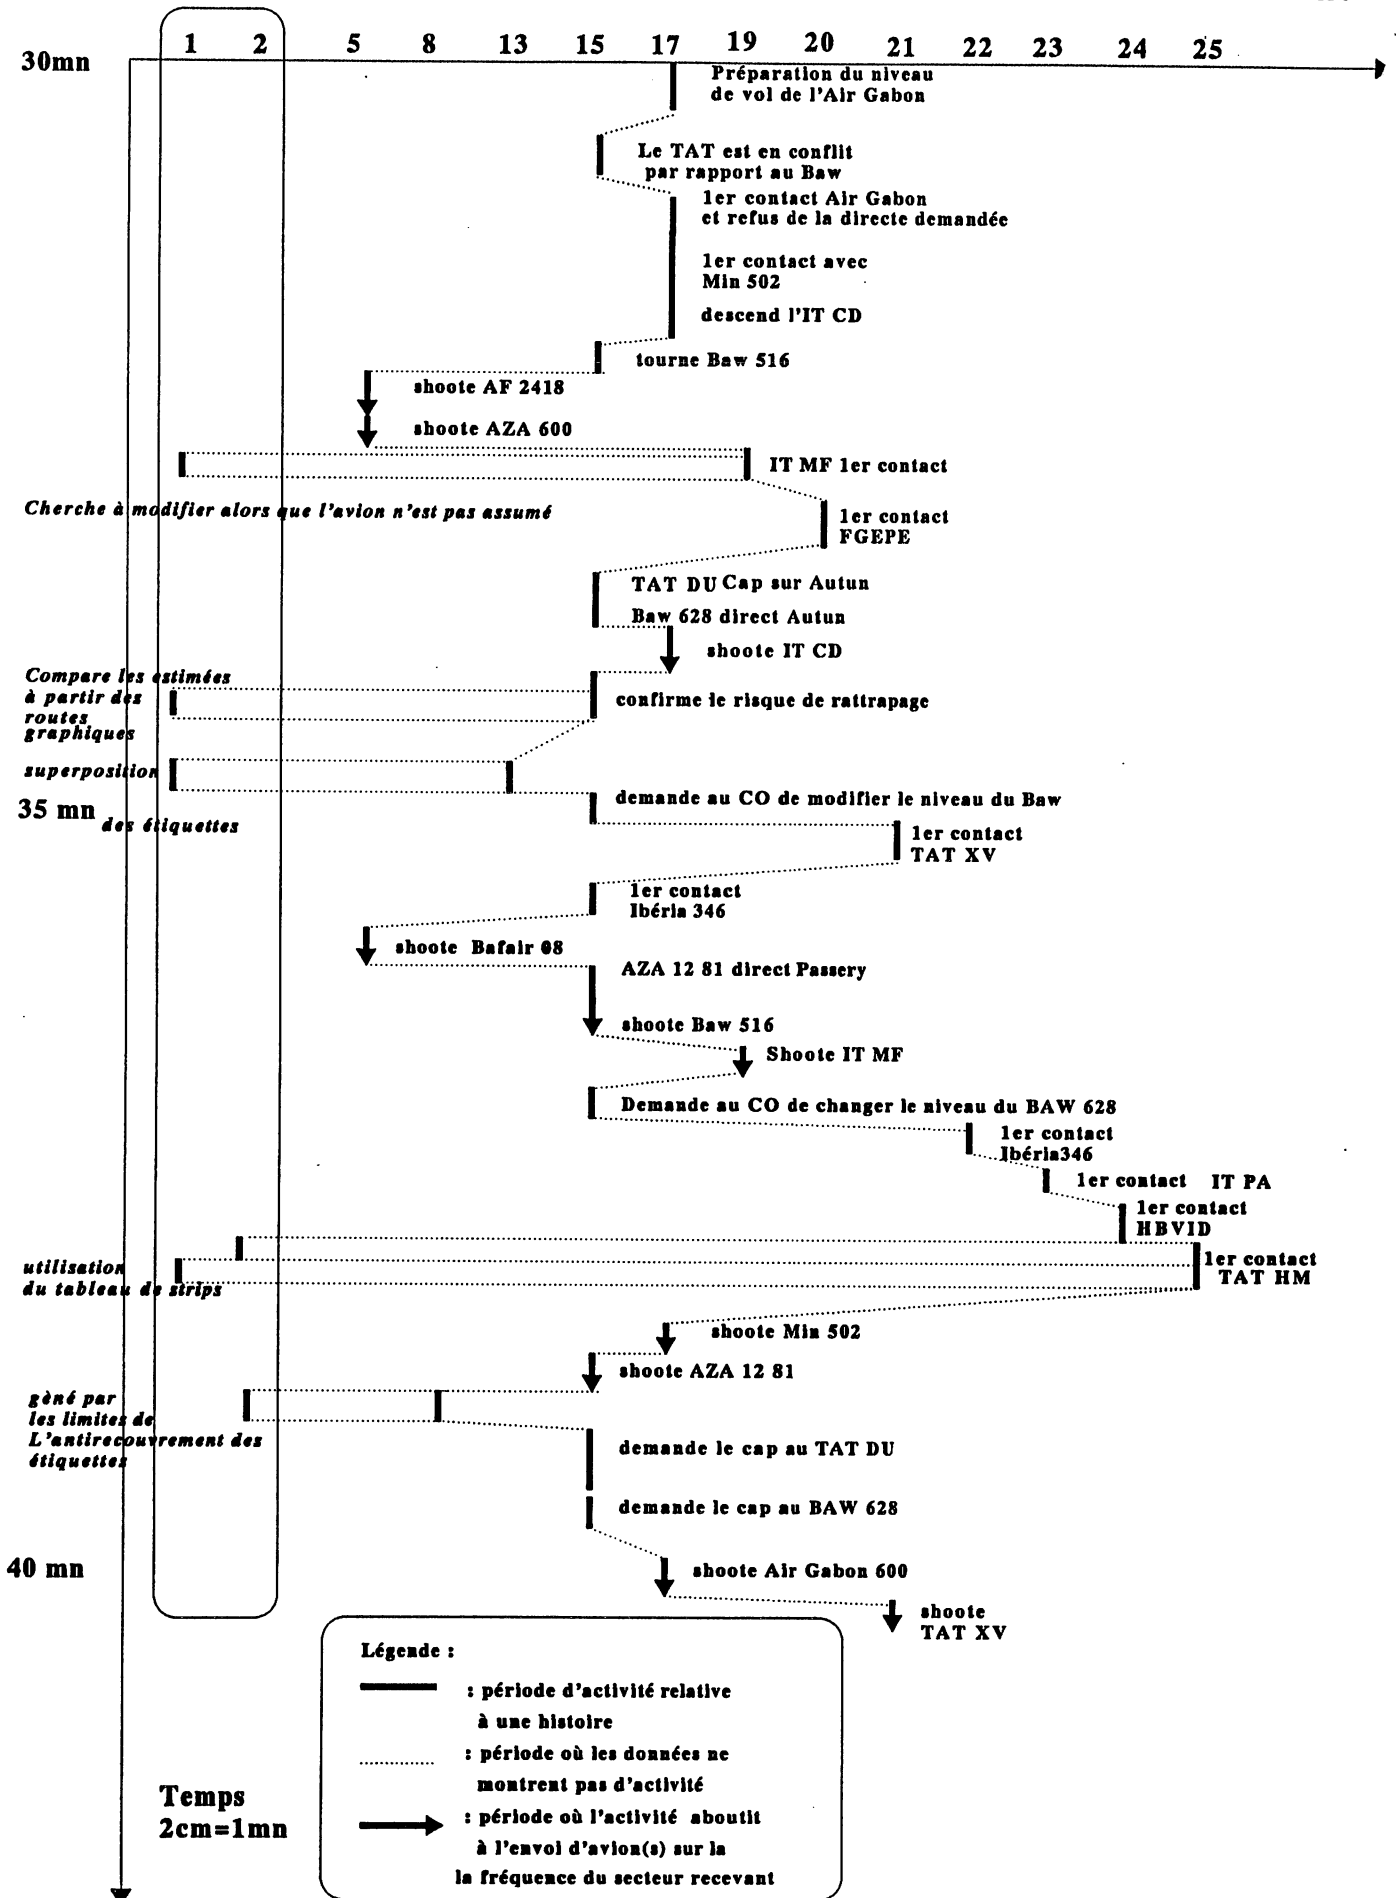 1 2 5 8 13 15 17 19 20 21 22 23 24 25
30mn
Préparation du niveau
de vol de l'Air Gabon
Le TAT est en conflit
par rapport au Baw
1er contact Air Gabon
et refus de la directe demandée
1er contact avec
Min 502
descend l'IT CD
tourne Baw 516
shoote AF 2418
shoote AZA 600
IT MF 1er contact
Cherche à modifier alors que l'avion n'est pas assumé
1er contact
FGEPE
TAT DU Cap sur Autun
Baw 628 direct Autun
shoote IT CD
Compare les estimées
à partir des
routes
graphiques
confirme le risque de rattrapage
superposition
35 mn
des étiquettes
demande au CO de modifier le niveau du Baw
1er contact
TAT XV
1er contact
Ibéria 346
shoote Bafair 08
AZA 12 81 direct Passery
shoote Baw 516
Shoote IT MF
Demande au CO de changer le niveau du BAW 628
1er contact
Ibéria346
1er contact IT PA
1er contact
HBVID
1er contact
TAT HM
utilisation
du tableau de strips
shoote Min 502
shoote AZA 12 81
gèné par
les limites de
L'antirecouvrement des
étiquettes
demande le cap au TAT DU
demande le cap au BAW 628
40 mn
shoote Air Gabon 600
shoote
TAT XV
Légende :
: période d'activité relative
à une histoire
: période où les données ne
montrent pas d'activité
: période où l'activité aboutit
à l'envoi d'avion(s) sur la
la fréquence du secteur recevant
Temps
2cm=1mn